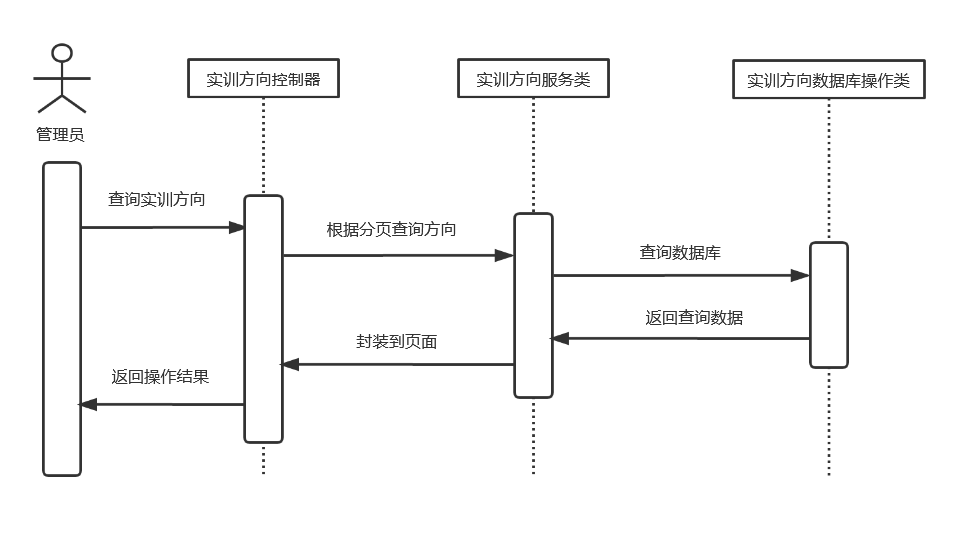 实训方向控制器
实训方向服务类
实训方向数据库操作类
管理员
查询实训方向
根据分页查询方向
查询数据库
返回查询数据
封装到页面
返回操作结果